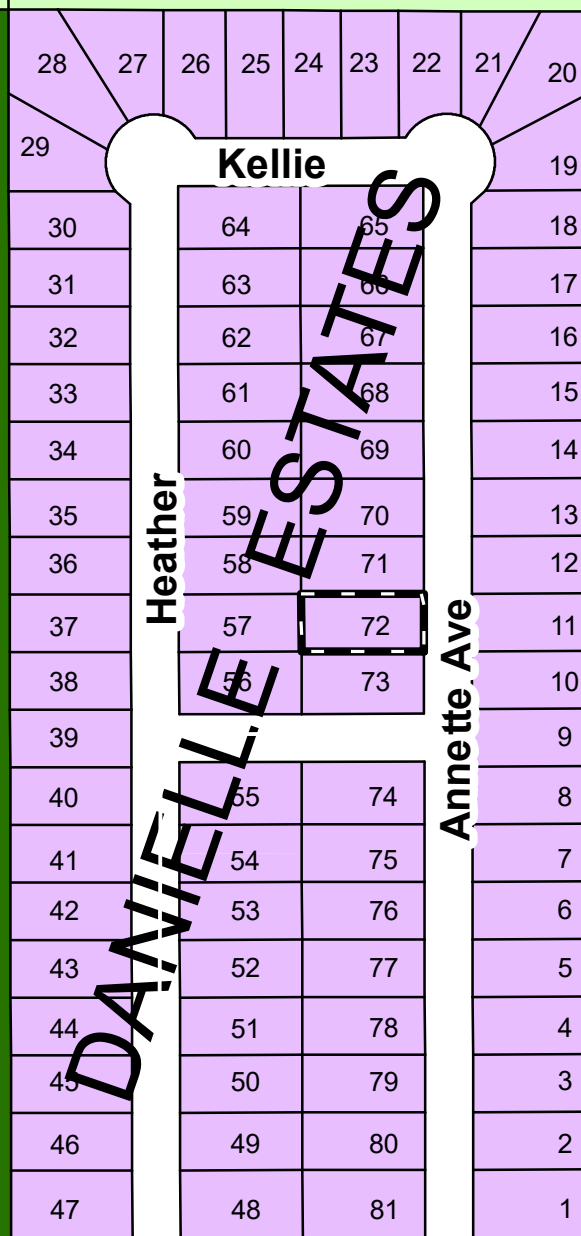 28 27 26 25 24 23 22 21 20
29 Kellie 19
30 64 65 18
31 63 66 17
32 62 67 16
33 61 68 15
34 60 69 14
35 59 70 13
36 58 71 12
37 57 72 11
38 56 73 10
39 9
40 55 74 8
41 54 75 7
42 53 76 6
43 52 77 5
44 51 78 4
45 50 79 3
46 49 80 2
47 48 81 1
Heather
Annette Ave
DANIELLE ESTATES